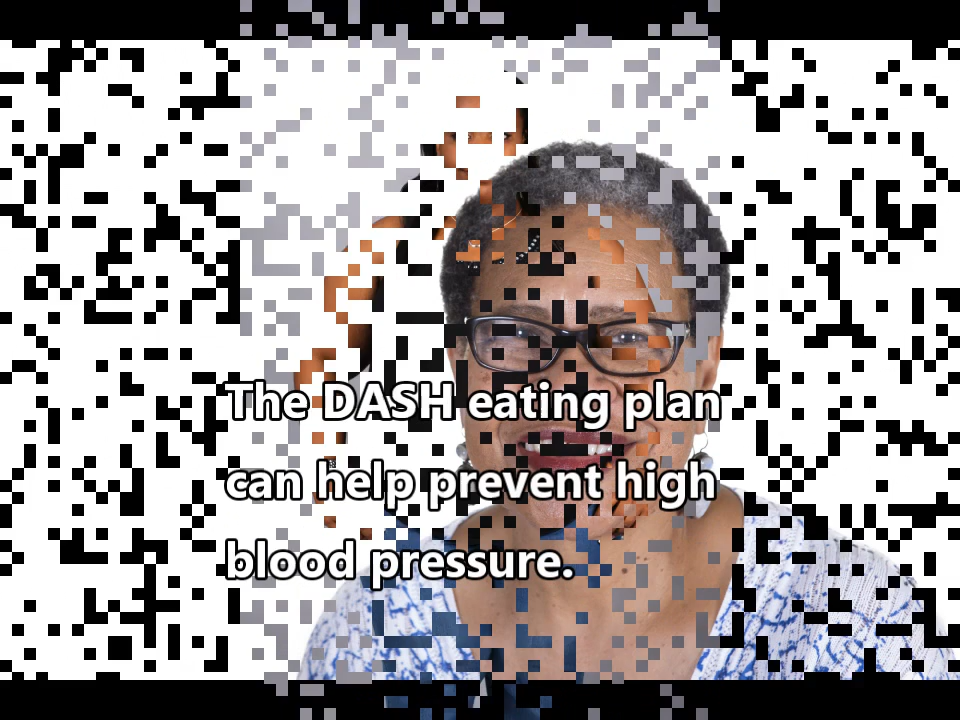 The DASH eating plan
can help prevent high
blood pressure.